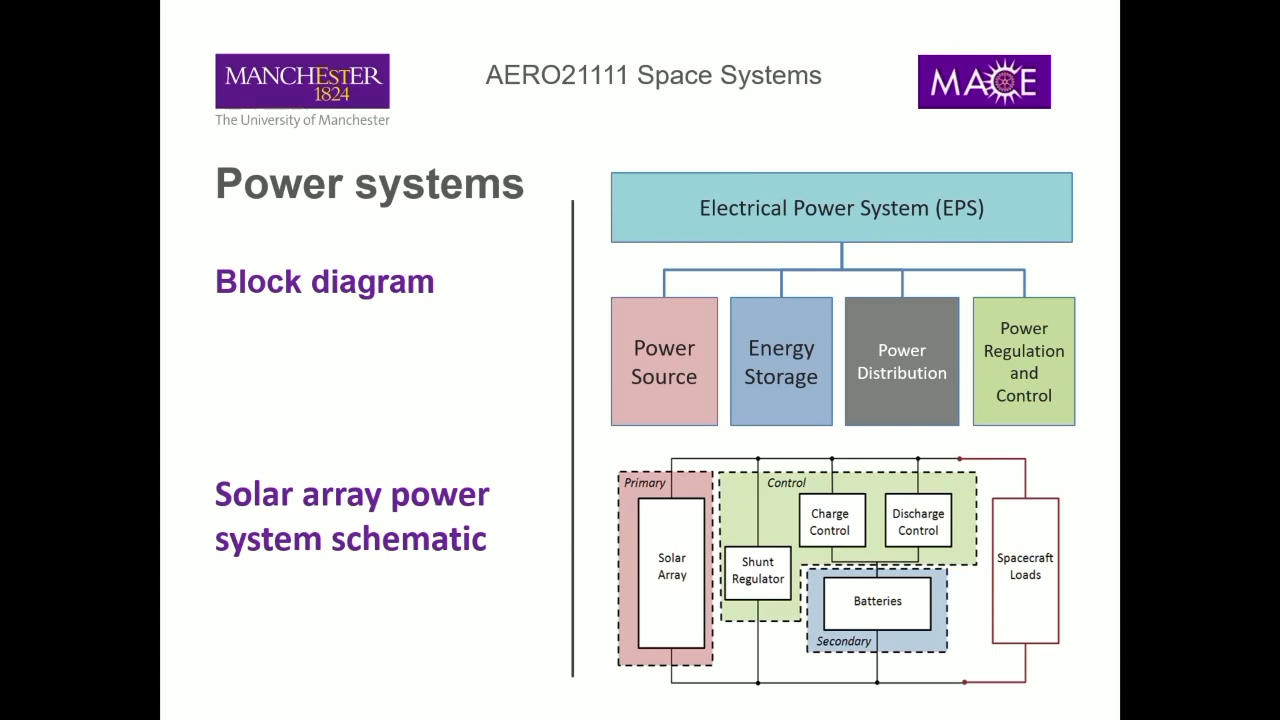 MANCHESTER
1824
The University of Manchester
AERO21111 Space Systems
MACE
Power systems
Block diagram
Electrical Power System (EPS)
Power
Source
Energy
Storage
Power
Distribution
Power
Regulation
and
Control
Solar array power
system schematic
Primary
Solar
Array
Control
Shunt
Regulator
Charge
Control
Discharge
Control
Batteries
Secondary
Spacecraft
Loads